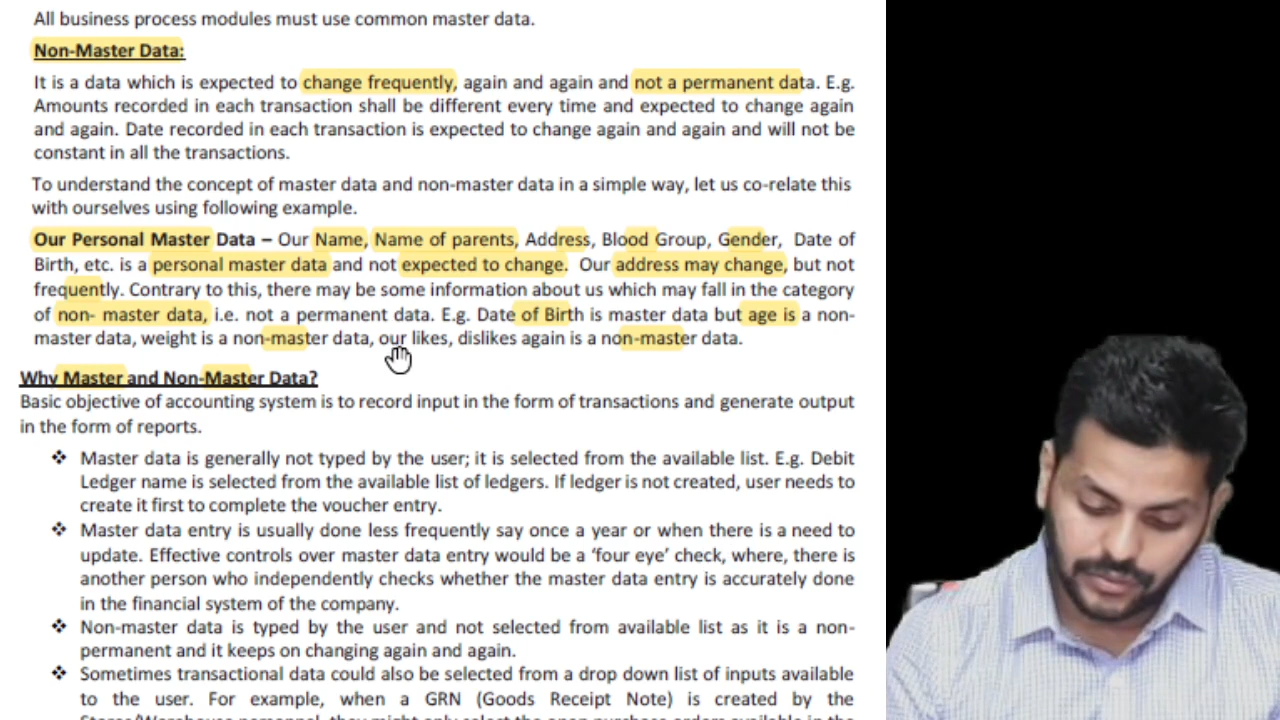 All business process modules must use common master data.
Non-Master Data:
It is a data which is expected to change frequently, again and again and not a permanent data. E.g.
Amounts recorded in each transaction shall be different every time and expected to change again
and again. Date recorded in each transaction is expected to change again and again and will not be
constant in all the transactions.
To understand the concept of master data and non-master data in a simple way, let us co-relate this
with ourselves using following example.
Our Personal Master Data – Our Name, Name of parents, Address, Blood Group, Gender, Date of
Birth, etc. is a personal master data and not expected to change. Our address may change, but not
frequently. Contrary to this, there may be some information about us which may fall in the category
of non- master data, i.e. not a permanent data. E.g. Date of Birth is master data but age is a non-
master data, weight is a non-master data, our likes, dislikes again is a non-master data.
Why Master and Non-Master Data?
Basic objective of accounting system is to record input in the form of transactions and generate output
in the form of reports.
❖ Master data is generally not typed by the user; it is selected from the available list. E.g. Debit
Ledger name is selected from the available list of ledgers. If ledger is not created, user needs to
create it first to complete the voucher entry.
❖ Master data entry is usually done less frequently say once a year or when there is a need to
update. Effective controls over master data entry would be a ‘four eye’ check, where, there is
another person who independently checks whether the master data entry is accurately done
in the financial system of the company.
❖ Non-master data is typed by the user and not selected from available list as it is a non-
permanent and it keeps on changing again and again.
❖ Sometimes transactional data could also be selected from a drop down list of inputs available
to the user. For example, when a GRN (Goods Receipt Note) is created by the
Stores/Warehouse personnel, they might only select the open purchase orders available in the